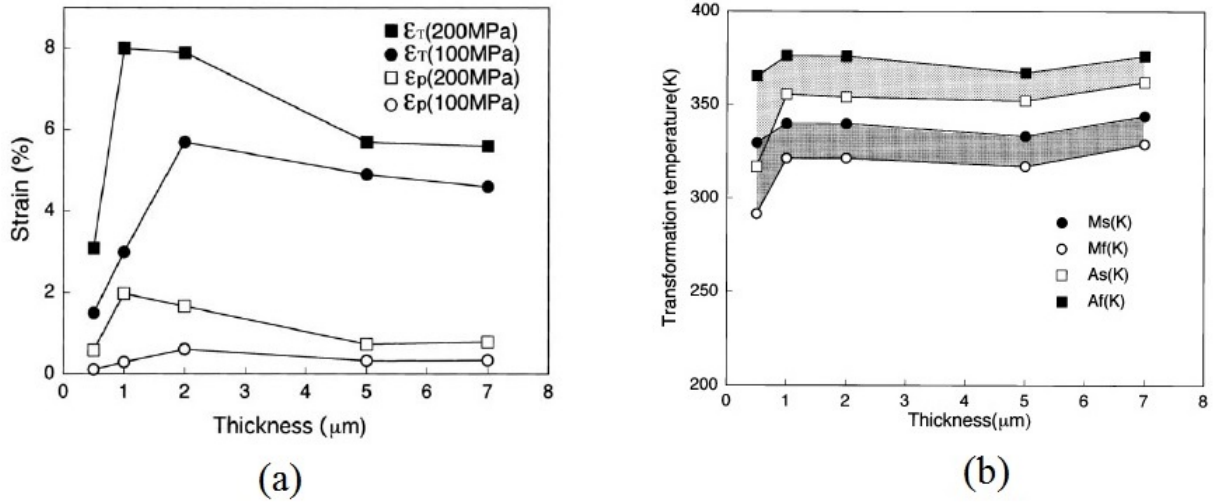 8
6
4
2
0
Strain (%)
εT(200MPa)
εT(100MPa)
εp(200MPa)
εp(100MPa)
0 1 2 3 4 5 6 7 8
Thickness (μm)
(a)
400
350
300
250
200
Transformation temperature(K)
Ms(K)
Mf(K)
As(K)
Af(K)
0 1 2 3 4 5 6 7 8
Thickness(μm)
(b)